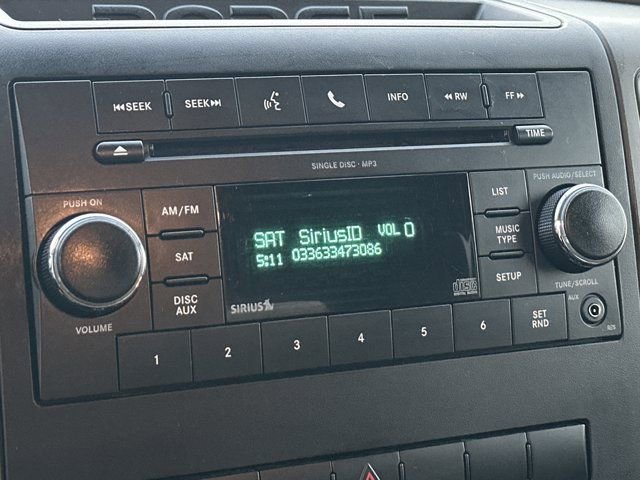 DODGE
⏮SEEK SEEK⏭ INFO ◀◀ RW FF ▶▶
TIME
SINGLE DISC · MP3
PUSH AUDIO/SELECT
PUSH ON
AM/FM
LIST
SAT
MUSIC
TYPE
DISC
AUX
SETUP
SAT SiriusID VOL 0
5:11 033633473086
SIRIUS
VOLUME
TUNE/SCROLL
AUX
1 2 3 4 5 6
SET
RND
RES